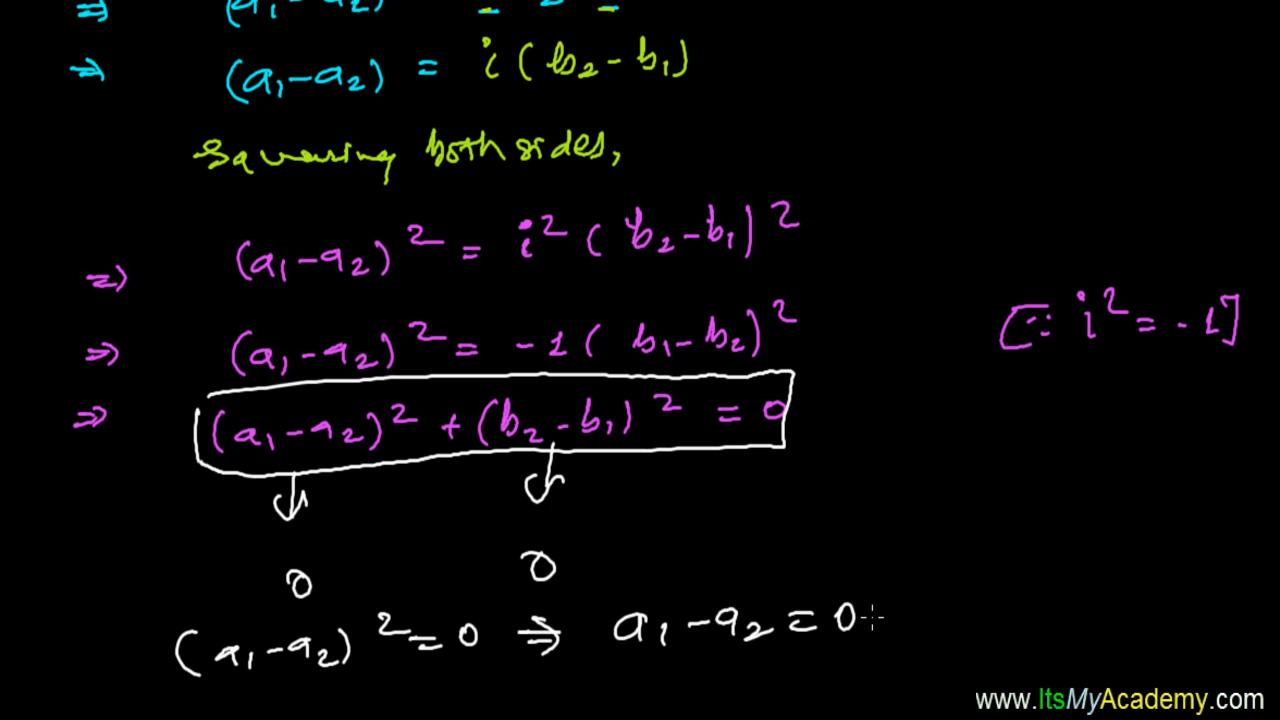 ⇒ (a₁-a₂)
⇒ (a₁-a₂) = i(b₂-b₁)
Squaring both sides,
⇒ (a₁-a₂)² = i²(b₂-b₁)²
⇒ (a₁-a₂)² = -1(b₁-b₂)² [∵ i² = -1]
⇒ (a₁-a₂)² + (b₂-b₁)² = 0
0 0
(a₁-a₂)² = 0 ⇒ a₁-a₂ = 0
www.ItsMyAcademy.com